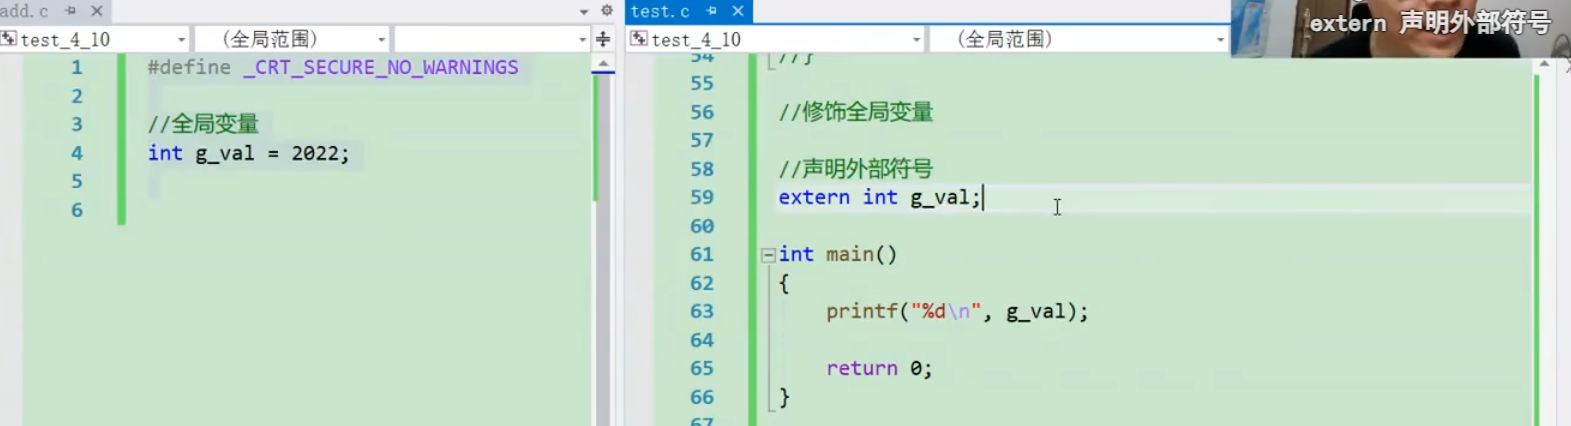 add.c
test_4_10
(全局范围)
1 #define _CRT_SECURE_NO_WARNINGS
2
3 //全局变量
4 int g_val = 2022;
5
6
test.c
extern 声明外部符号
test_4_10
(全局范围)
54 //}
55
56 //修饰全局变量
57
58 //声明外部符号
59 extern int g_val;
60
61 int main()
62 {
63 printf("%d\n", g_val);
64
65 return 0;
66 }
67